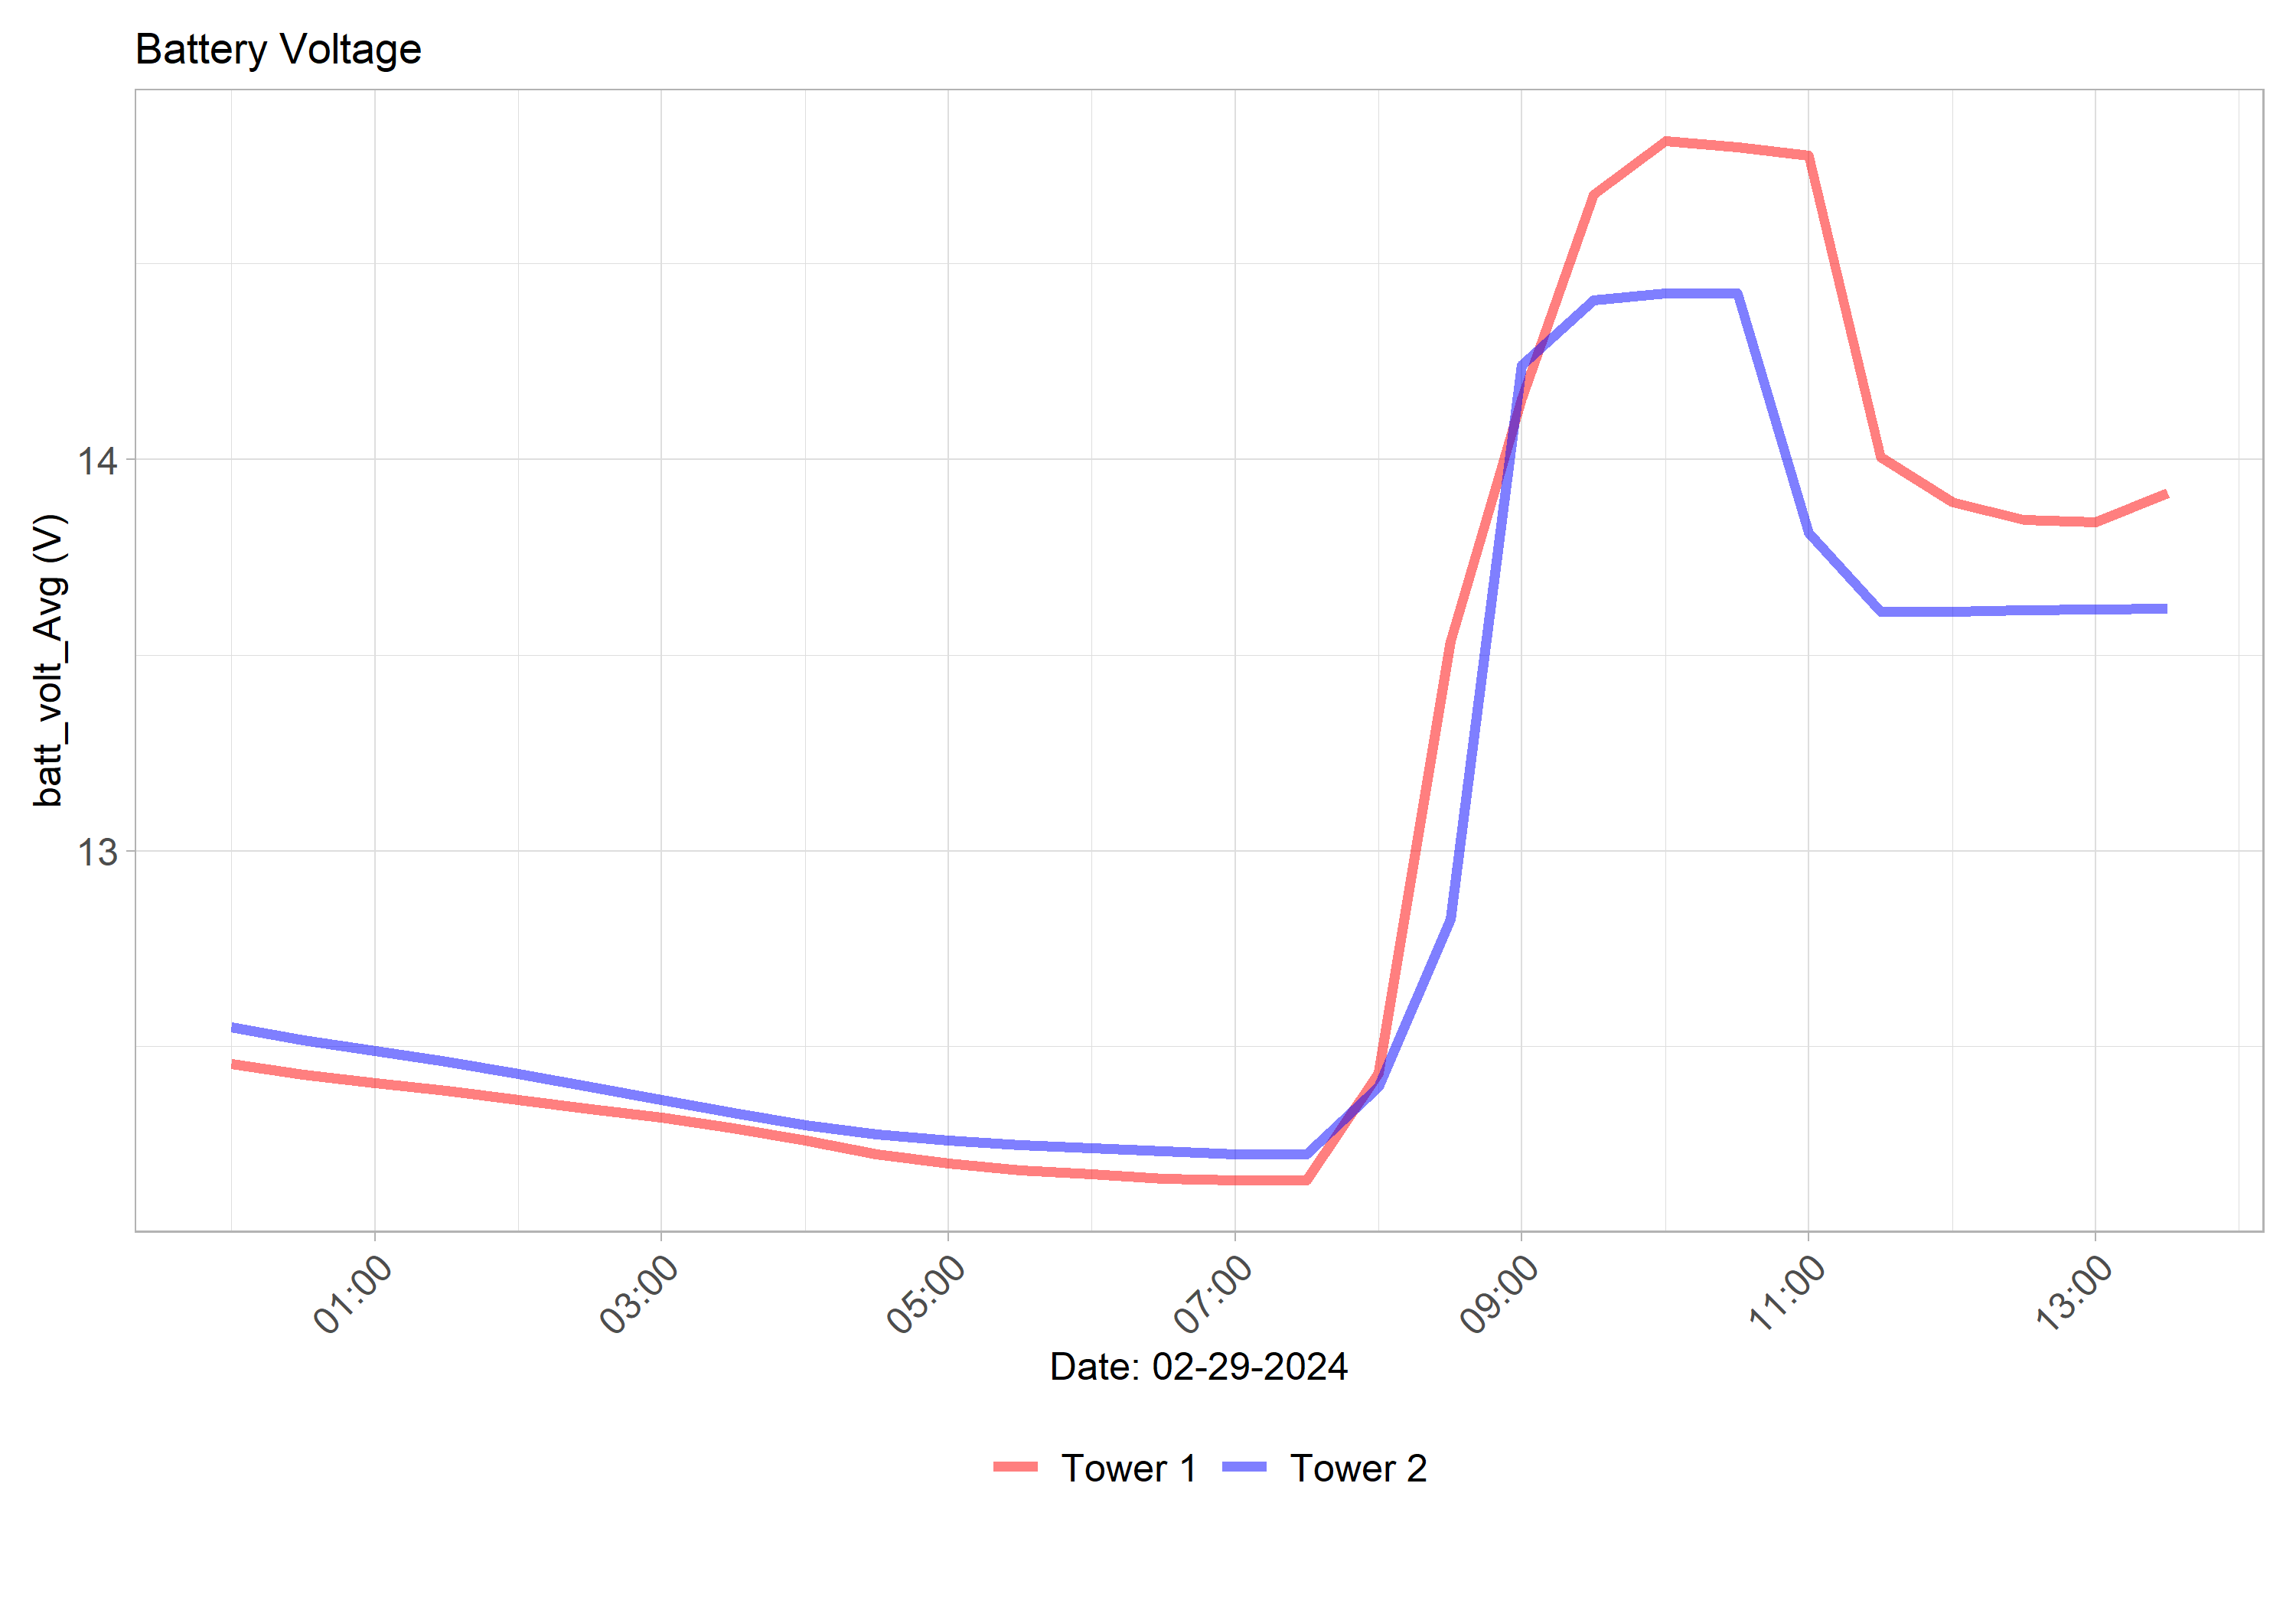 Battery Voltage
batt_volt_Avg (V)
14
13
01:00
03:00
05:00
07:00
09:00
11:00
13:00
Date: 02-29-2024
Tower 1
Tower 2